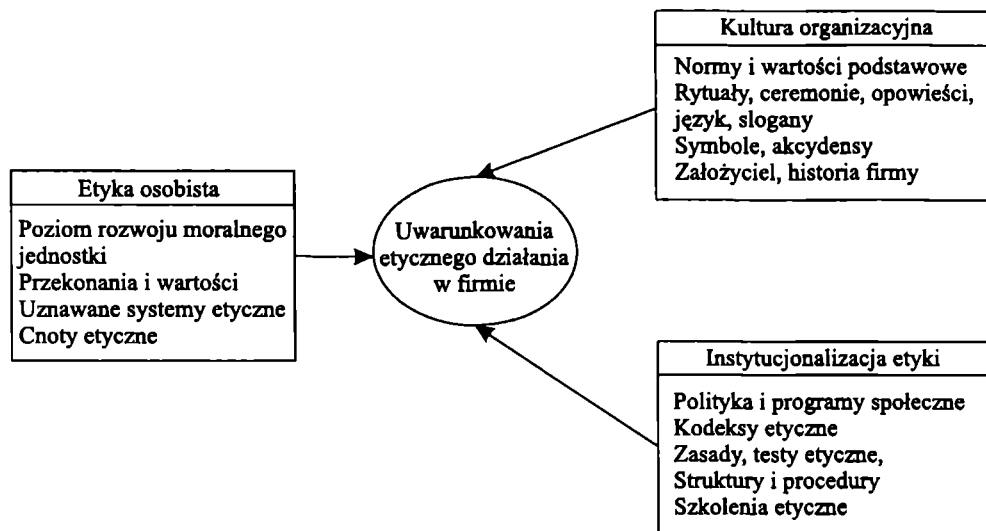 Etyka osobista
Poziom rozwoju moralnego
jednostki
Przekonania i wartości
Uznawane systemy etyczne
Cnoty etyczne
Uwarunkowania
etycznego działania
w firmie
Kultura organizacyjna
Normy i wartości podstawowe
Rytuały, ceremonie, opowieści,
język, slogany
Symbole, akcydensy
Założyciel, historia firmy
Instytucjonalizacja etyki
Polityka i programy społeczne
Kodeksy etyczne
Zasady, testy etyczne,
Struktury i procedury
Szkolenia etyczne